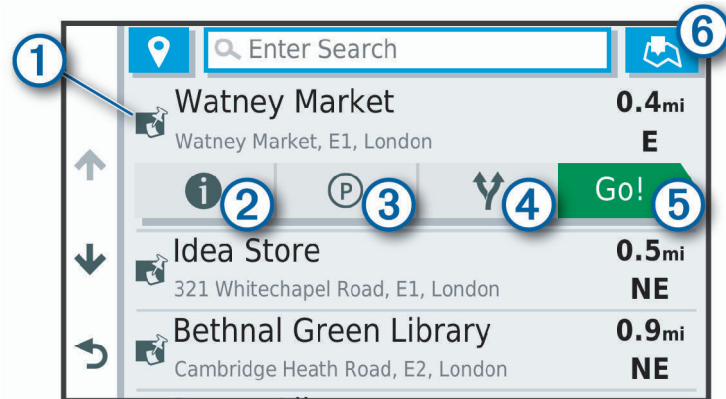 6
1
Enter Search
Watney Market
0.4mi
Watney Market, E1, London
E
i 2 P 3 4 Go! 5
Idea Store
0.5mi
321 Whitechapel Road, E1, London
NE
Bethnal Green Library
0.9mi
Cambridge Heath Road, E2, London
NE